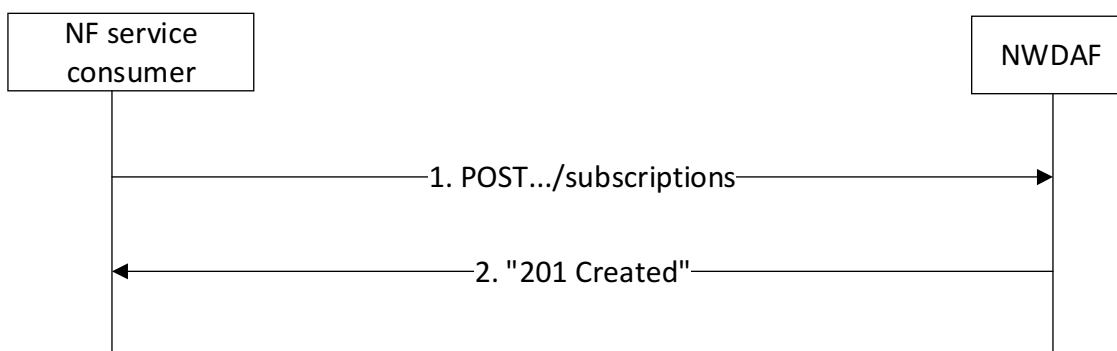 NF service
consumer
NWDAF
1. POST.../subscriptions
2. "201 Created"